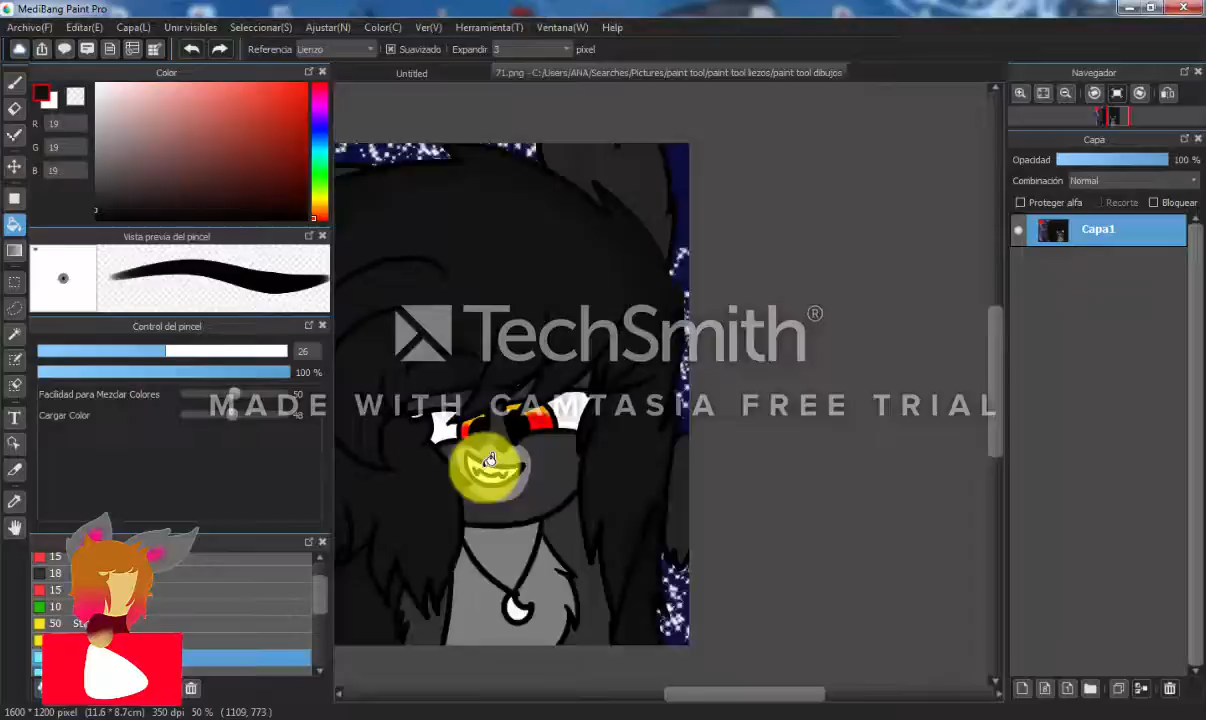 MediBang Paint Pro
Archivo(F) Editar(E) Capa(L) Unir visibles Seleccionar(S) Ajustar(N) Color(C) Ver(V) Herramienta(T) Ventana(W) Help
Referencia Lienzo Suavizado Expandir 3 pixel
Color Untitled 71.png - C:/Users/ANA/Searches/Pictures/paint tool/paint tool liezos/paint tool dibujos Navegador
R 19
G 19
B 19
Capa
Opacidad 100 %
Combinación Normal
Proteger alfa Recorte Bloquear
Capa1
Vista previa del pincel
Control del pincel
26
100 %
Facilidad para Mezclar Colores 50
Cargar Color 48
TechSmith®
MADE WITH CAMTASIA FREE TRIAL
15
18
15
10
50
1600 * 1200 pixel (11.6 * 8.7cm) 350 dpi 50 % (1109, 773)